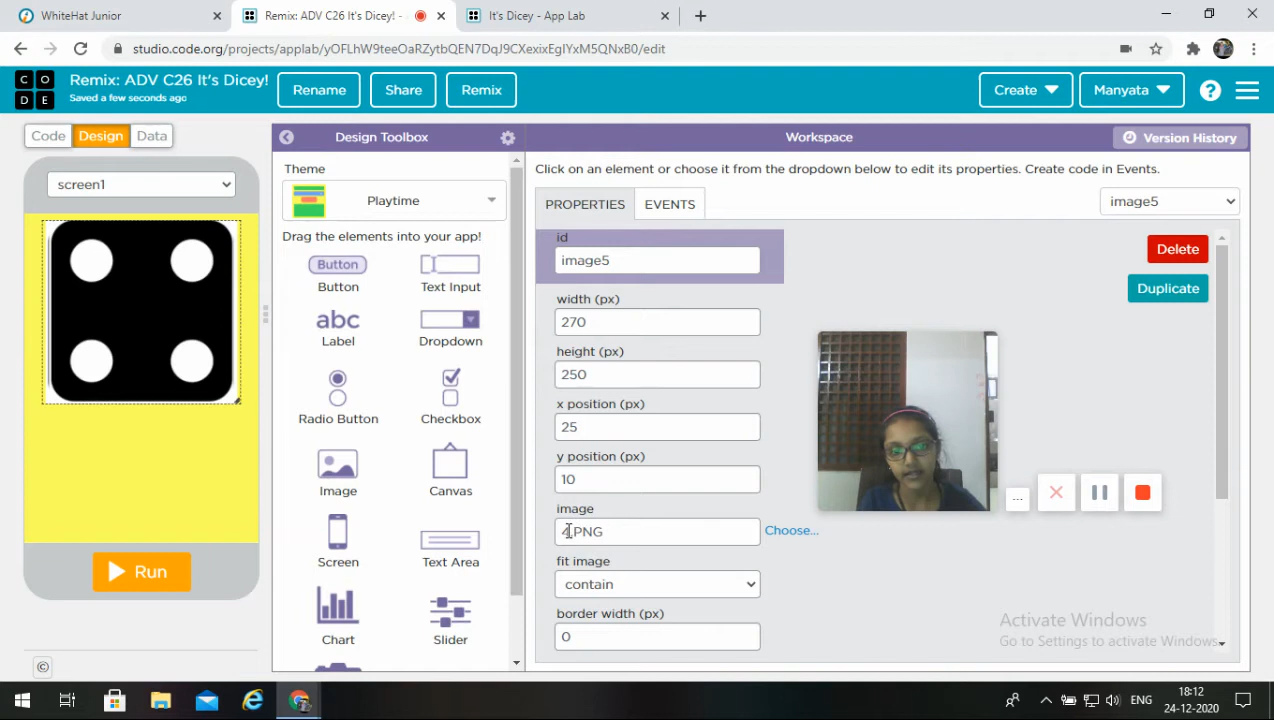 WhiteHat Junior
Remix: ADV C26 It's Dicey! -
It's Dicey - App Lab
studio.code.org/projects/applab/yOFLhW9teeOaRZytbQEN7DqJ9CXexixEgIYxM5QNxB0/edit
C O
D E
Remix: ADV C26 It's Dicey!
Saved a few seconds ago
Rename
Share
Remix
Create
Manyata
?
Code
Design
Data
Design Toolbox
Workspace
Version History
screen1
Theme
Playtime
Drag the elements into your app!
Button
Button
Text Input
abc
Label
Dropdown
Radio Button
Checkbox
Image
Canvas
Screen
Text Area
Chart
Slider
Run
©
Click on an element or choose it from the dropdown below to edit its properties. Create code in Events.
PROPERTIES
EVENTS
image5
id
image5
Delete
Duplicate
width (px)
270
height (px)
250
x position (px)
25
y position (px)
10
image
4.PNG
Choose...
fit image
contain
border width (px)
0
...
Activate Windows
Go to Settings to activate Windows.
ENG
18:12
24-12-2020